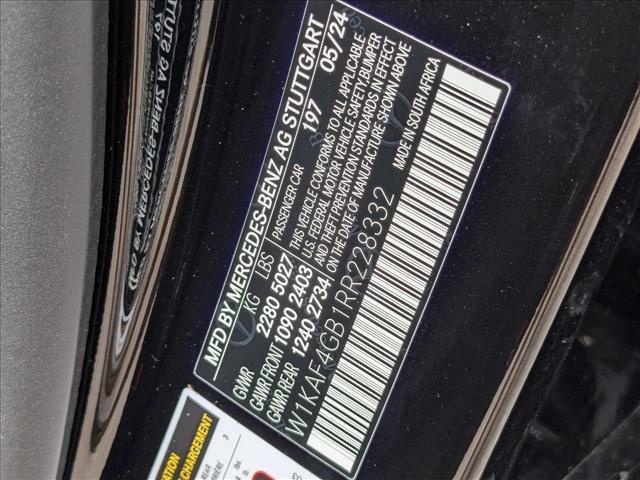 MFD BY MERCEDES-BENZ AG STUTTGART
KG LBS PASSENGER CAR 197 05/24
GVWR 2280 5027
GAWR FRONT 1090 2403
GAWR REAR 1240 2734
THIS VEHICLE CONFORMS TO ALL APPLICABLE
U.S. FEDERAL MOTOR VEHICLE SAFETY, BUMPER
AND THEFT PREVENTION STANDARDS IN EFFECT
ON THE DATE OF MANUFACTURE SHOWN ABOVE
W1KAF4GB1RR228332
MADE IN SOUTH AFRICA
CHARGEMENT
REAR
3